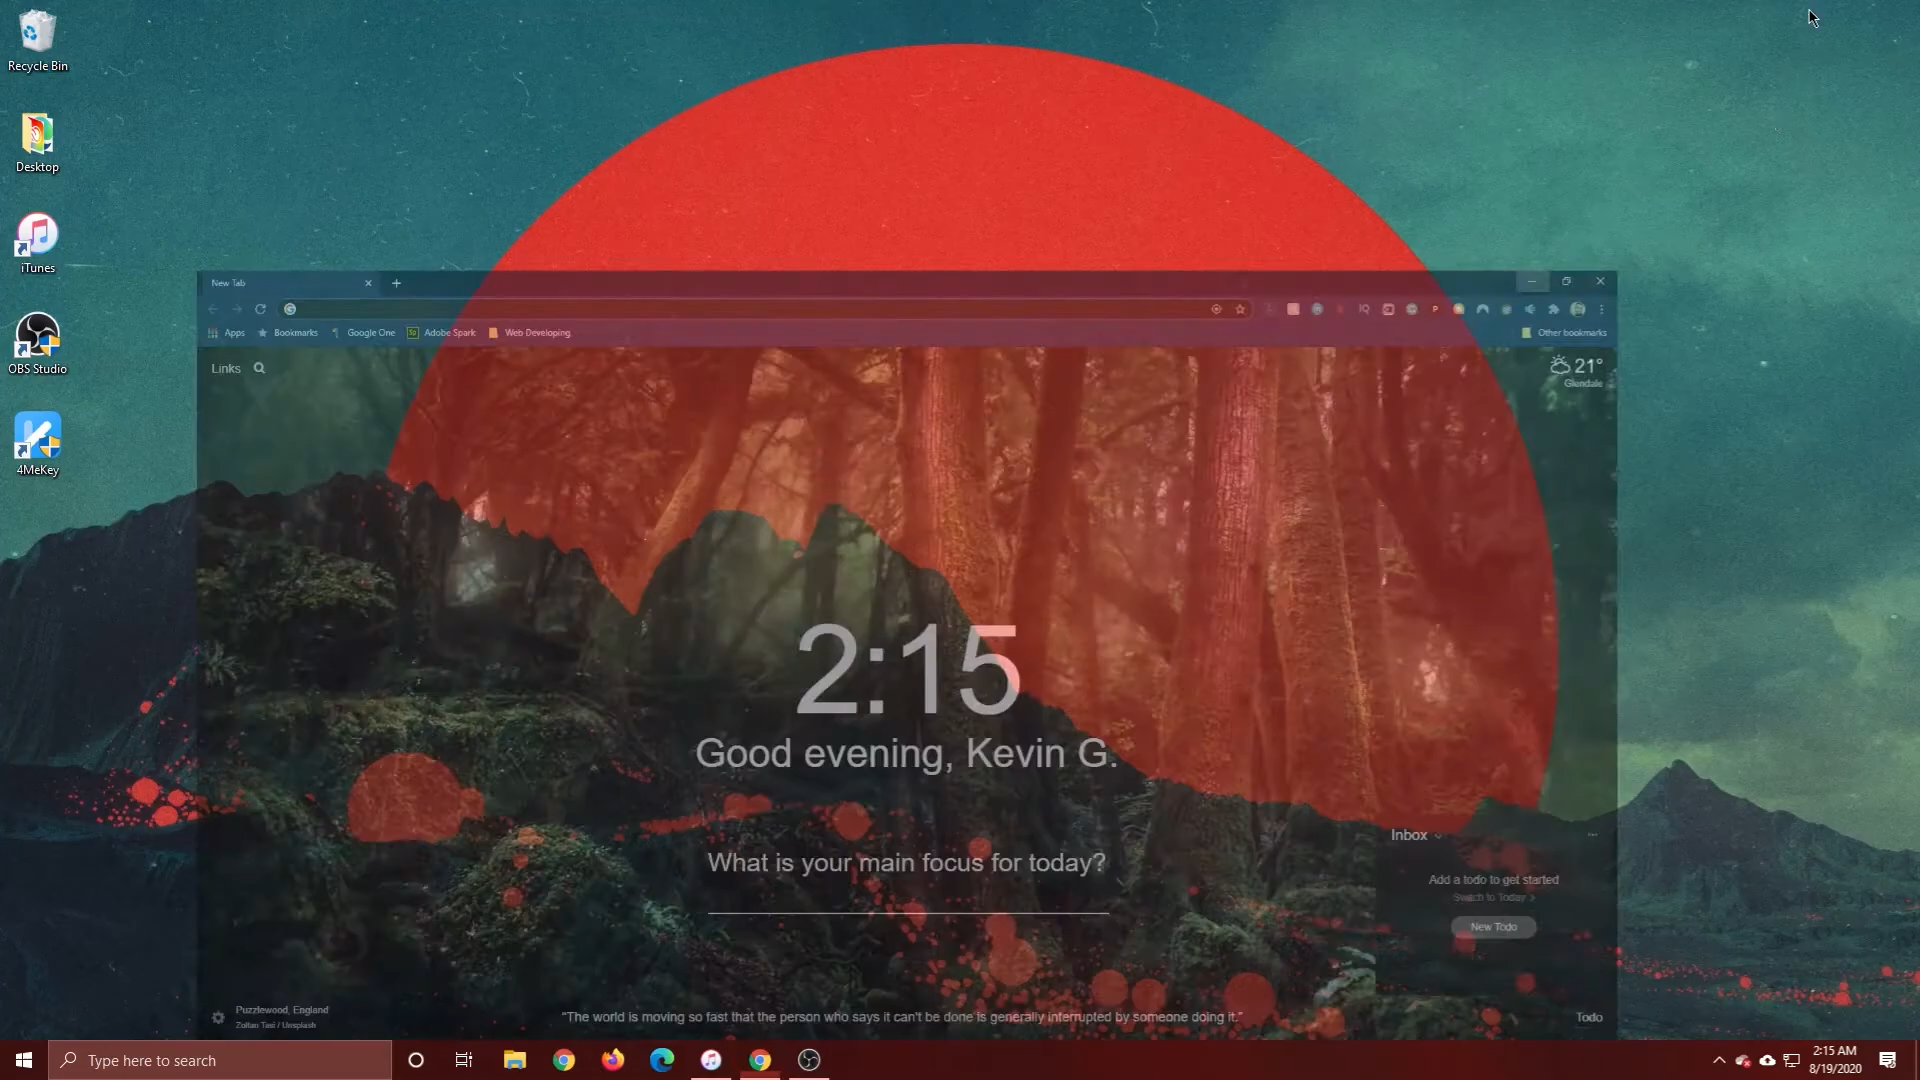 Recycle Bin
Desktop
iTunes
OBS Studio
4MeKey
New Tab
Apps
Bookmarks
Google One
Adobe Spark
Web Developing
Other bookmarks
Links
21°
Glendale
2:15
Good evening, Kevin G.
What is your main focus for today?
Inbox
Add a todo to get started
Switch to Today >
New Todo
Puzzlewood, England
"The world is moving so fast that the person who says it can't be done is generally interrupted by someone doing it."
Todo
Type here to search
2:15 AM
8/19/2020